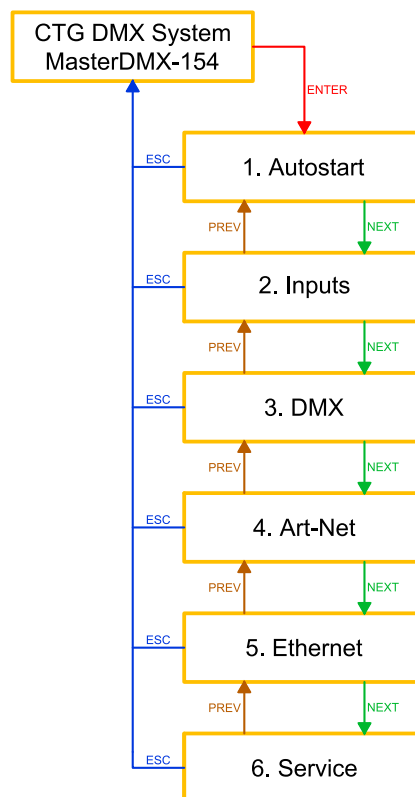 CTG DMX System
MasterDMX-154
ENTER
ESC
1. Autostart
PREV
NEXT
ESC
2. Inputs
PREV
NEXT
ESC
3. DMX
PREV
NEXT
ESC
4. Art-Net
PREV
NEXT
ESC
5. Ethernet
PREV
NEXT
ESC
6. Service